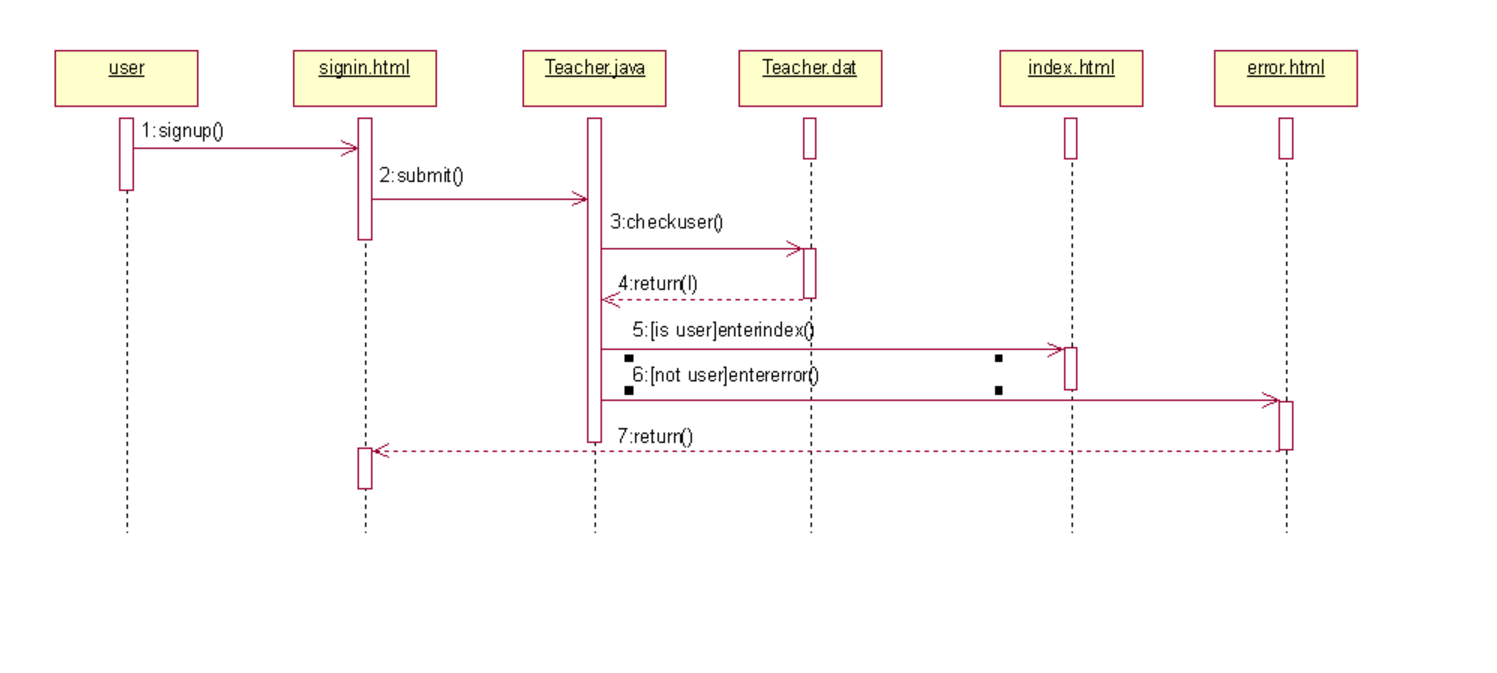 user
signin.html
Teacher.java
Teacher.dat
index.html
error.html
1:signup()
2:submit()
3:checkuser()
4:return(I)
5:[is user]enterindex()
6:[not user]entererror()
7:return()